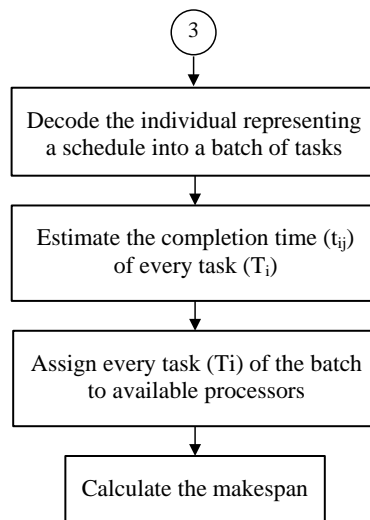 3
Decode the individual representing
a schedule into a batch of tasks
Estimate the completion time (tij)
of every task (Ti)
Assign every task (Ti) of the batch
to available processors
Calculate the makespan